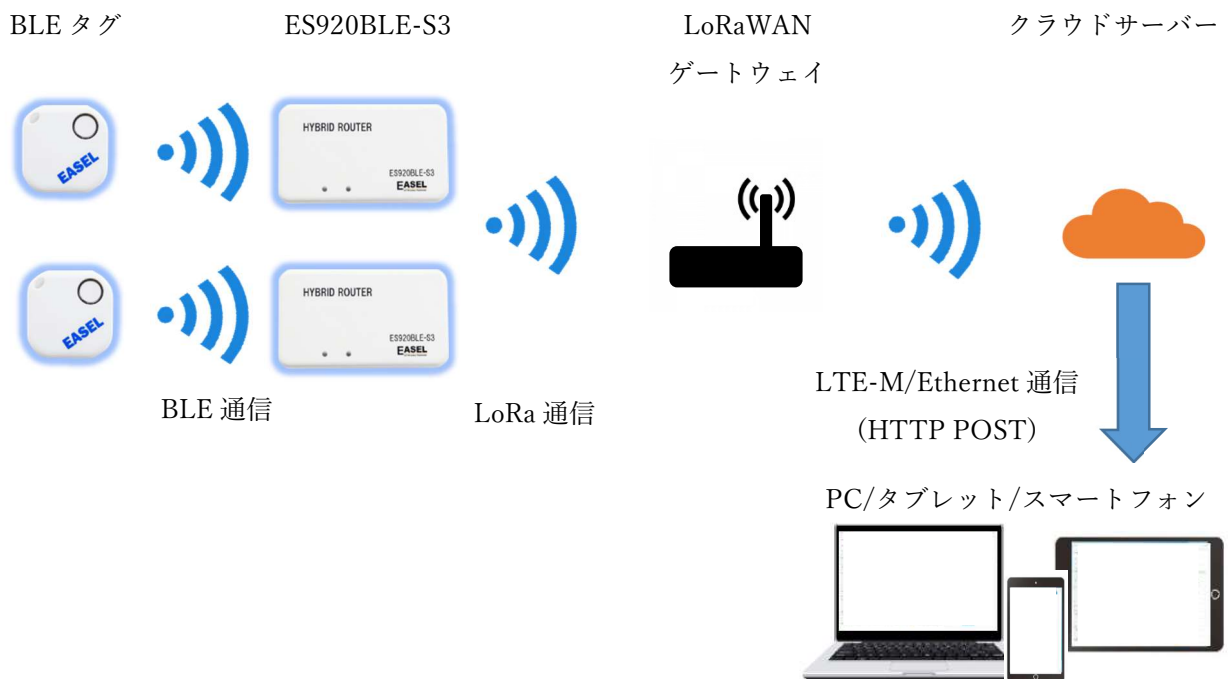 BLE タグ
ES920BLE-S3
LoRaWAN
ゲートウェイ
クラウドサーバー
EASEL
HYBRID ROUTER
ES920BLE-S3
EASEL
EASEL
HYBRID ROUTER
ES920BLE-S3
EASEL
BLE 通信
LoRa 通信
LTE-M/Ethernet 通信
(HTTP POST)
PC/タブレット/スマートフォン